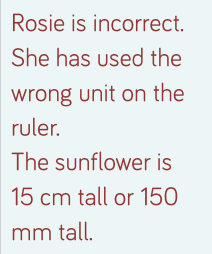 Rosie is incorrect.
She has used the
wrong unit on the
ruler.
The sunflower is
15 cm tall or 150
mm tall.